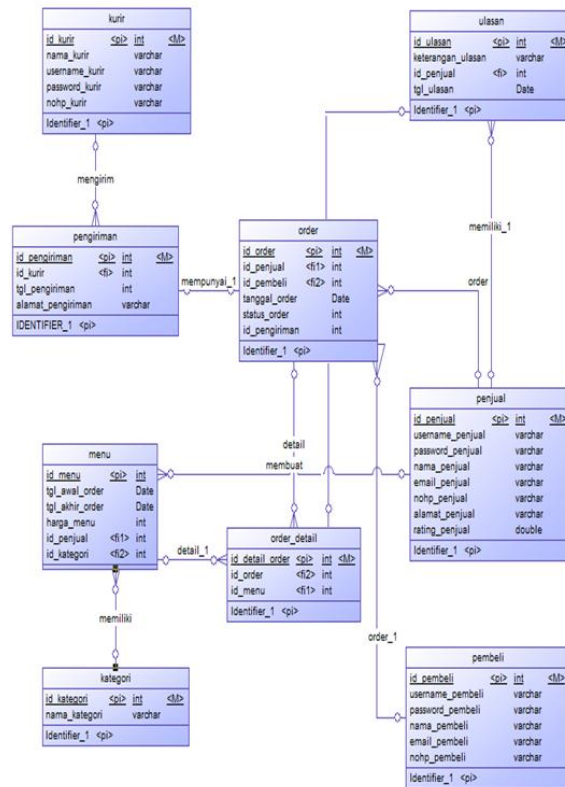 kurir
id_kurir <pi> int <M>
nama_kurir varchar
username_kurir varchar
password_kurir varchar
nohp_kurir varchar
Identifier_1 <pi>
mengirim
pengiriman
id_pengiriman <pi> int <M>
id_kurir <fi> int
tgl_pengiriman int
alamat_pengiriman varchar
IDENTIFIER_1 <pi>
mempunyai_1
order
id_order <pi> int <M>
id_penjual <fi1> int
id_pembeli <fi2> int
tanggal_order Date
status_order int
id_pengiriman int
Identifier_1 <pi>
ulasan
id_ulasan <pi> int <M>
keterangan_ulasan varchar
id_penjual <fi> int
tgl_ulasan Date
Identifier_1 <pi>
memiliki_1
order
penjual
id_penjual <pi> int <M>
username_penjual varchar
password_penjual varchar
nama_penjual varchar
email_penjual varchar
nohp_penjual varchar
alamat_penjual varchar
rating_penjual double
Identifier_1 <pi>
detail
membuat
menu
id_menu <pi> int
tgl_awal_order Date
tgl_akhir_order Date
harga_menu int
id_penjual <fi1> int
id_kategori <fi2> int
detail_1
order_detail
id_detail_order <pi> int <M>
id_order <fi2> int
id_menu <fi1> int
Identifier_1 <pi>
memiliki
order_1
kategori
id_kategori <pi> int <M>
nama_kategori varchar
Identifier_1 <pi>
pembeli
id_pembeli <pi> int <M>
username_pembeli varchar
password_pembeli varchar
nama_pembeli varchar
email_pembeli varchar
nohp_pembeli varchar
Identifier_1 <pi>